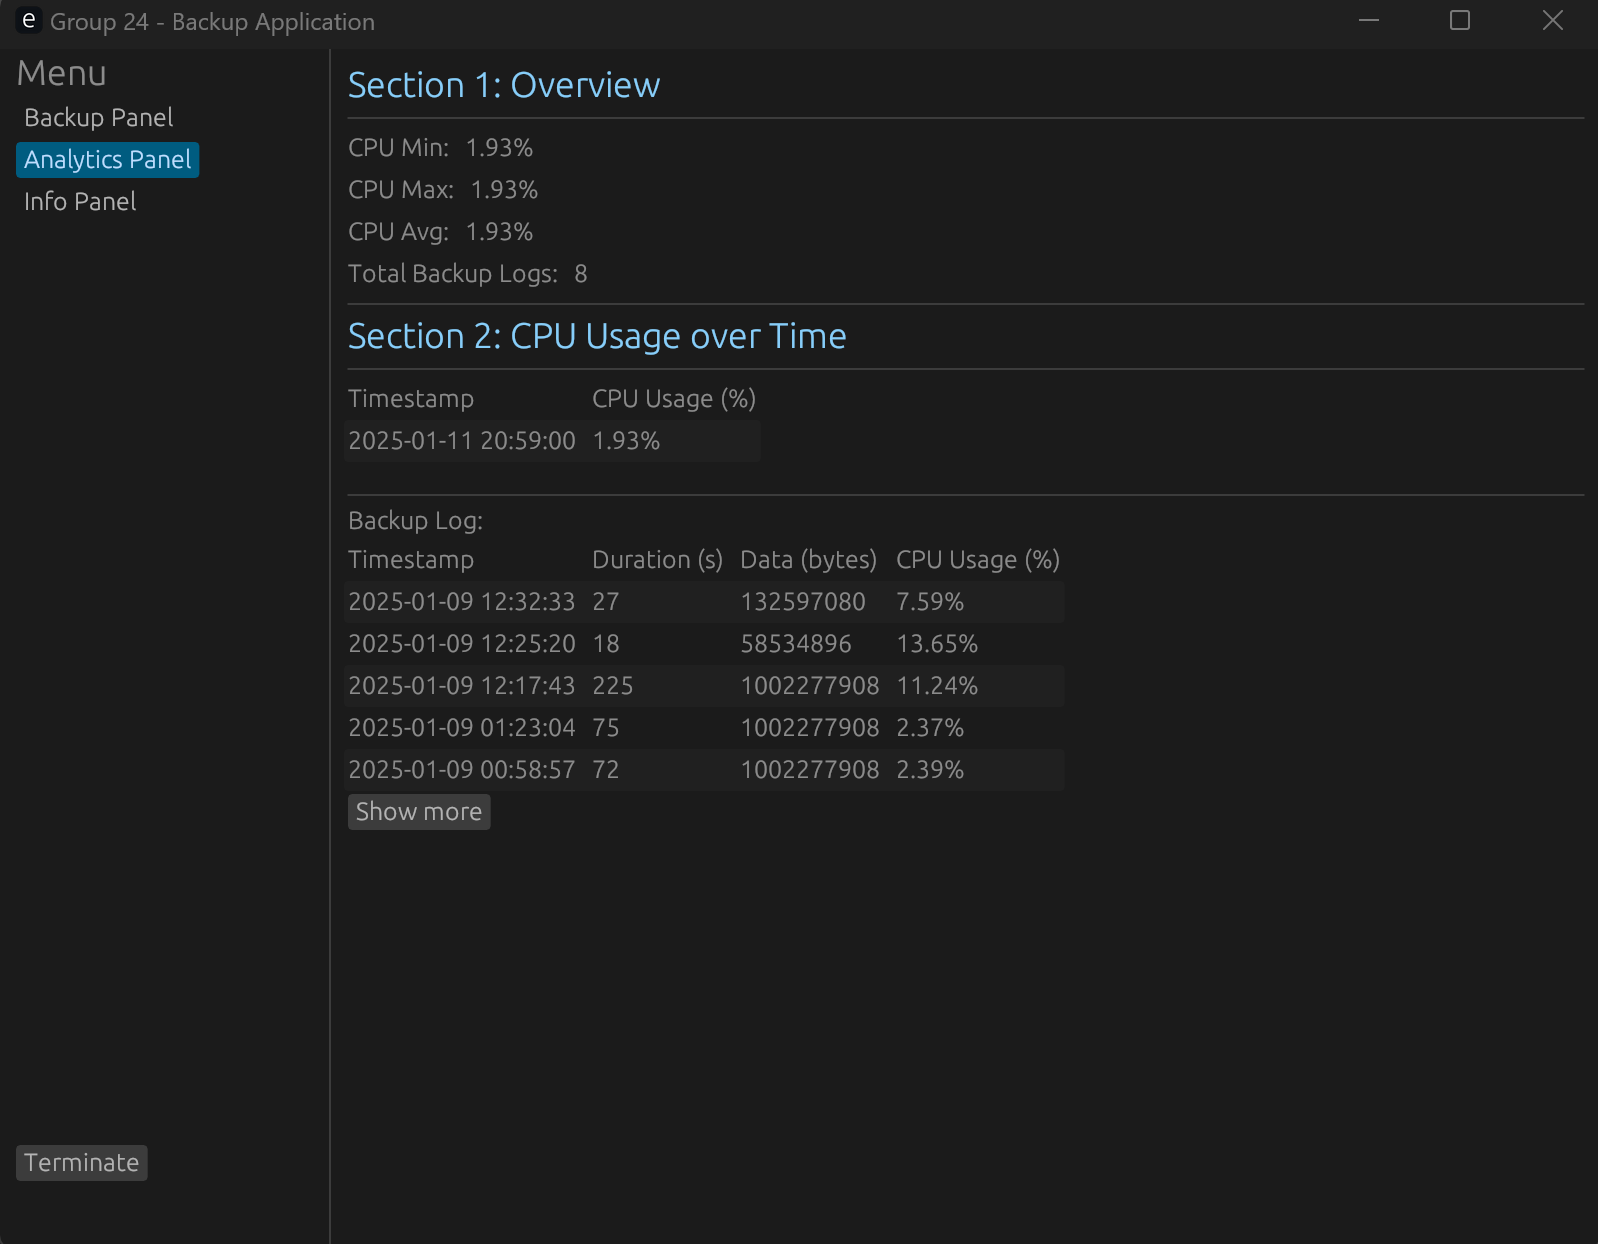 e Group 24 - Backup Application
Menu
Backup Panel
Analytics Panel
Info Panel
Terminate
Section 1: Overview
CPU Min: 1.93%
CPU Max: 1.93%
CPU Avg: 1.93%
Total Backup Logs: 8
Section 2: CPU Usage over Time
Timestamp CPU Usage (%)
2025-01-11 20:59:00 1.93%
Backup Log:
Timestamp Duration (s) Data (bytes) CPU Usage (%)
2025-01-09 12:32:33 27 132597080 7.59%
2025-01-09 12:25:20 18 58534896 13.65%
2025-01-09 12:17:43 225 1002277908 11.24%
2025-01-09 01:23:04 75 1002277908 2.37%
2025-01-09 00:58:57 72 1002277908 2.39%
Show more